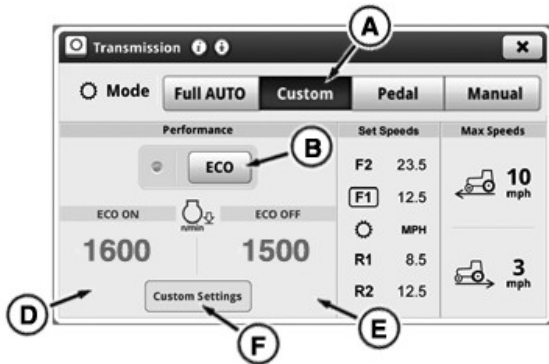 A
Transmission
Mode
Full AUTO
Custom
Pedal
Manual
Performance
Set Speeds
Max Speeds
ECO
B
F2 23.5
F1 12.5
MPH
R1 8.5
R2 12.5
10
mph
3
mph
ECO ON
n/min
ECO OFF
1600
1500
Custom Settings
D
F
E